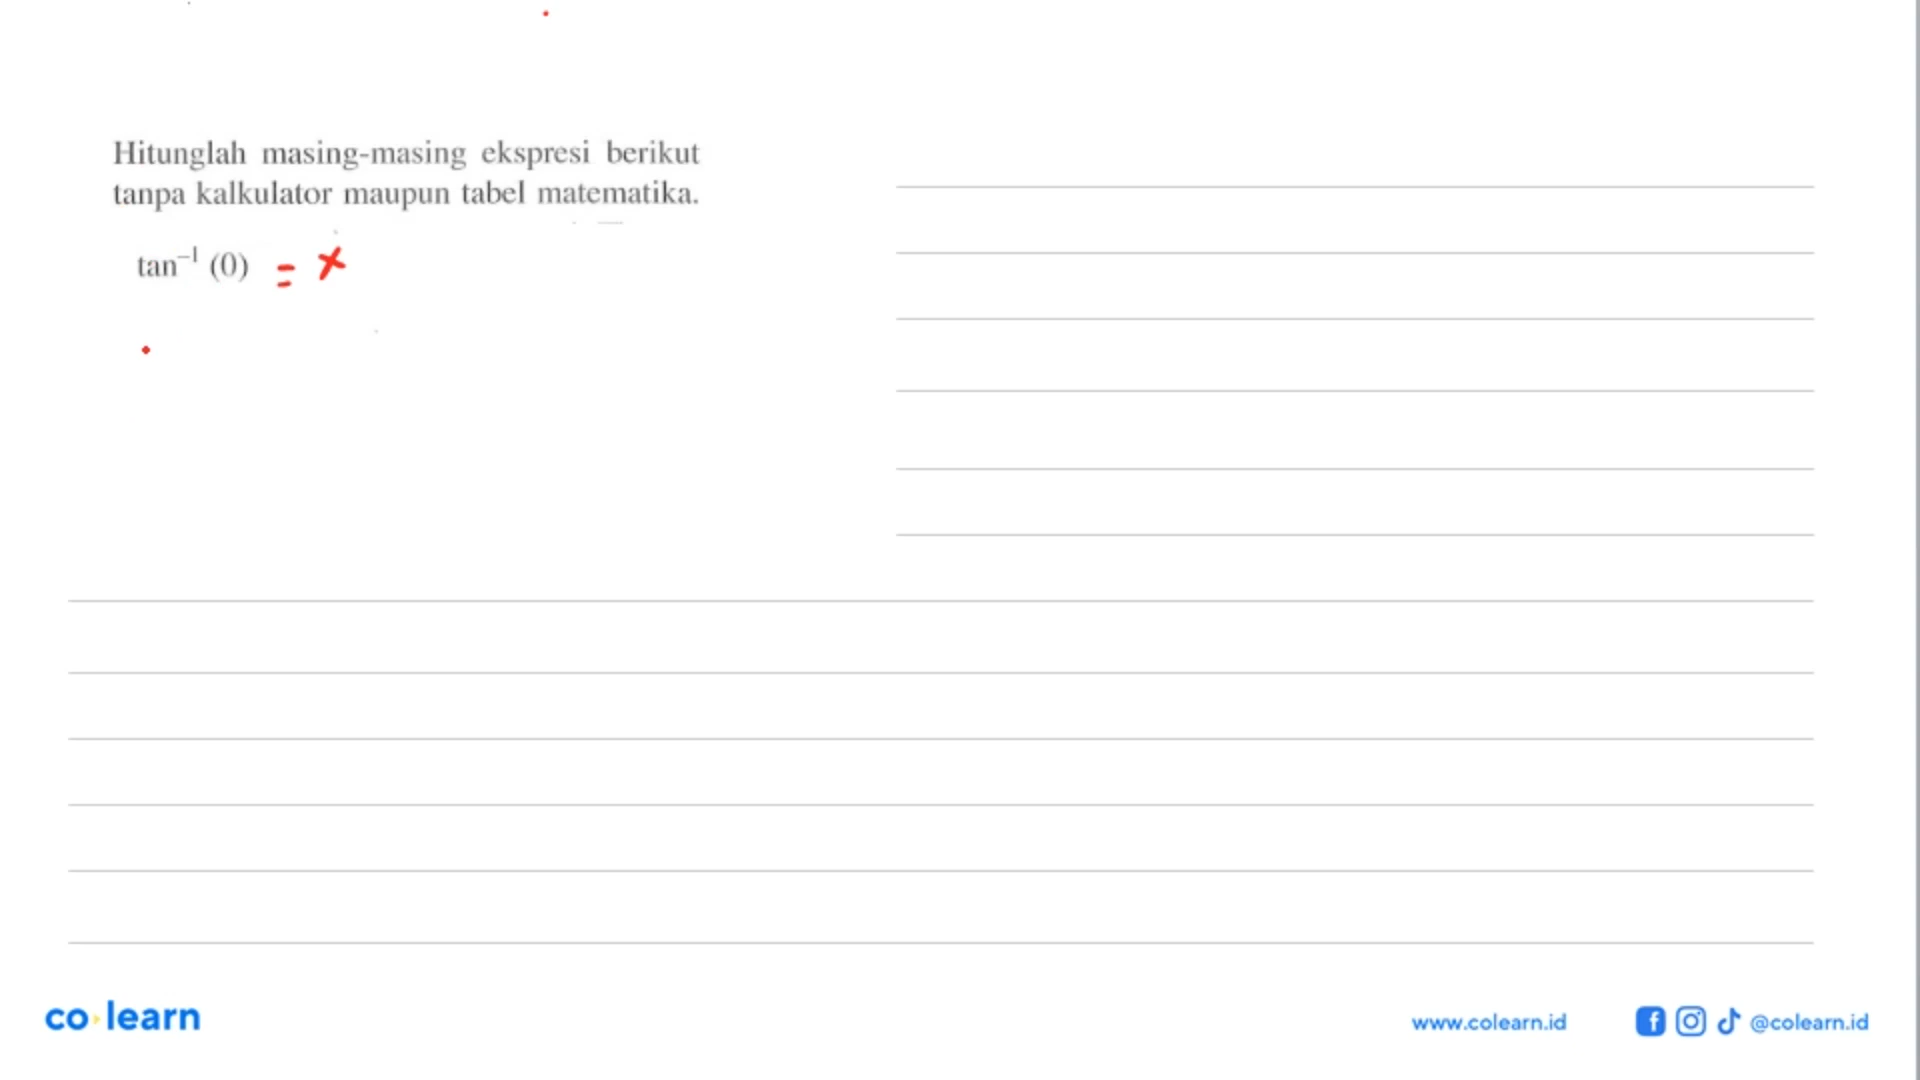 Hitunglah masing-masing ekspresi berikut
tanpa kalkulator maupun tabel matematika.
tan⁻¹ (0) = x
co learn
www.colearn.id @colearn.id